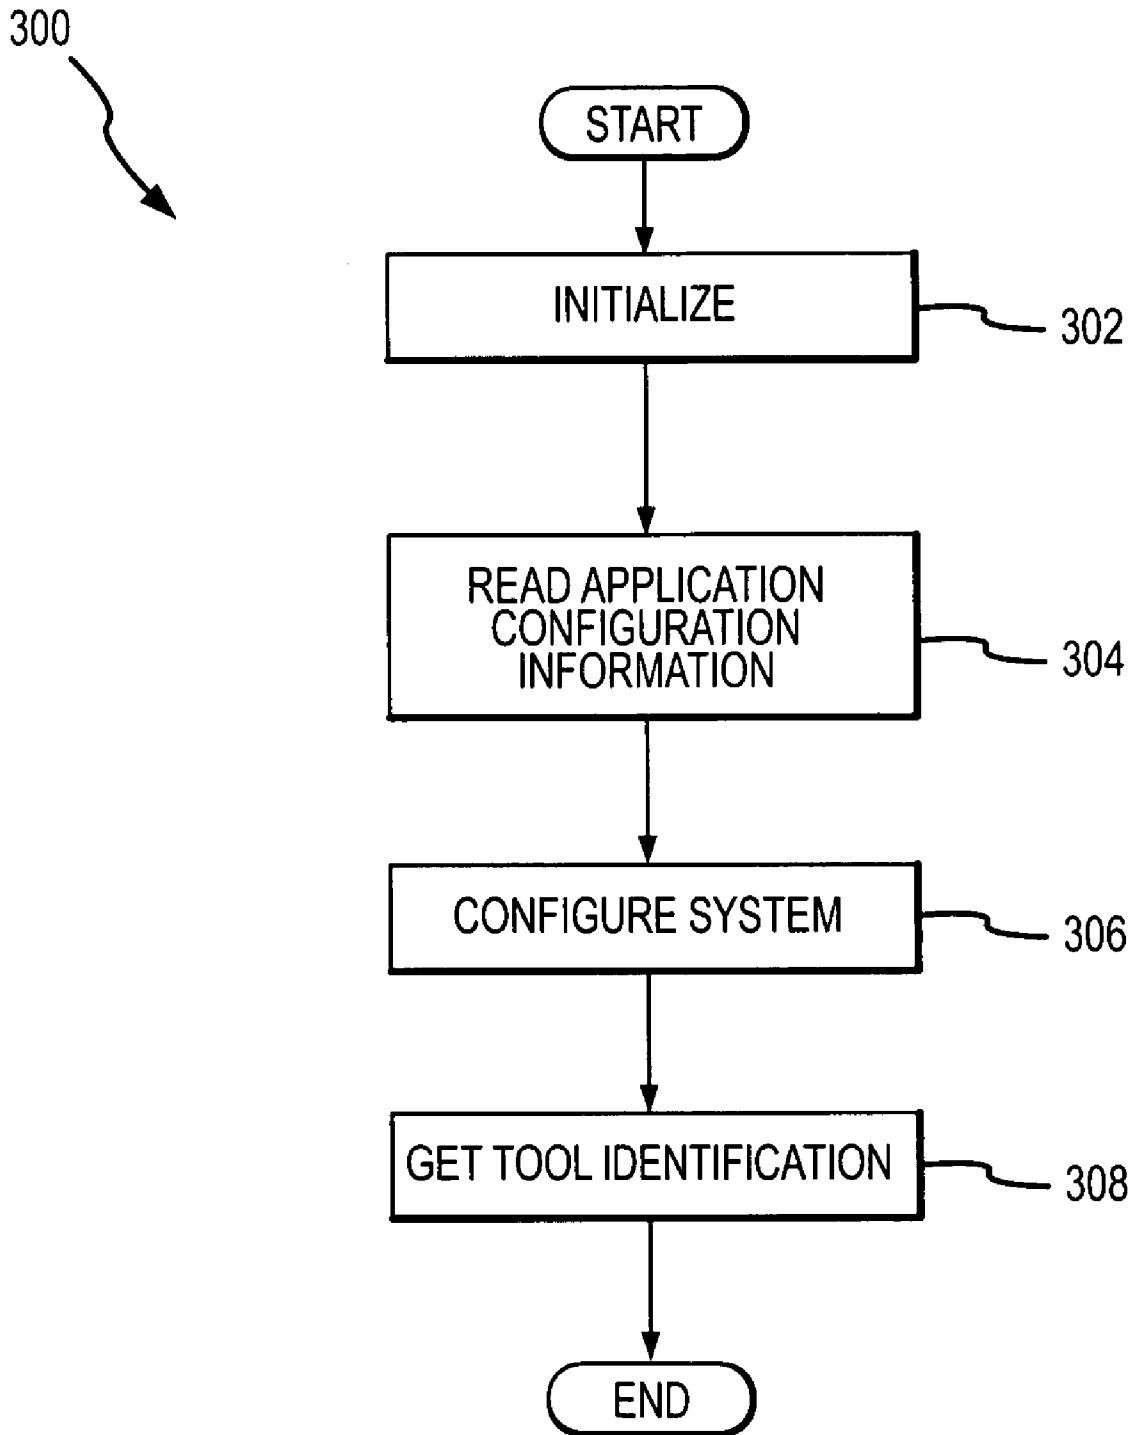 300
START
INITIALIZE
302
READ APPLICATION
CONFIGURATION
INFORMATION
304
CONFIGURE SYSTEM
306
GET TOOL IDENTIFICATION
308
END